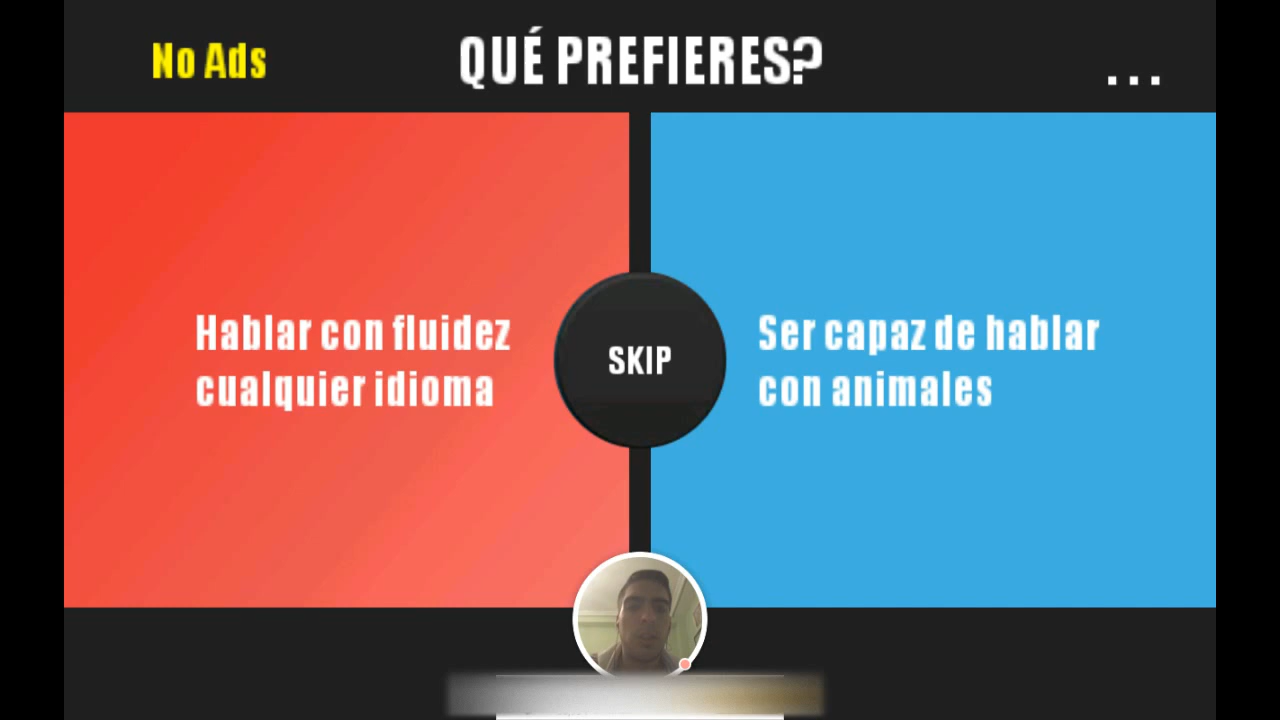 No Ads
QUÉ PREFIERES?
...
Hablar con fluidez
cualquier idioma
SKIP
Ser capaz de hablar
con animales